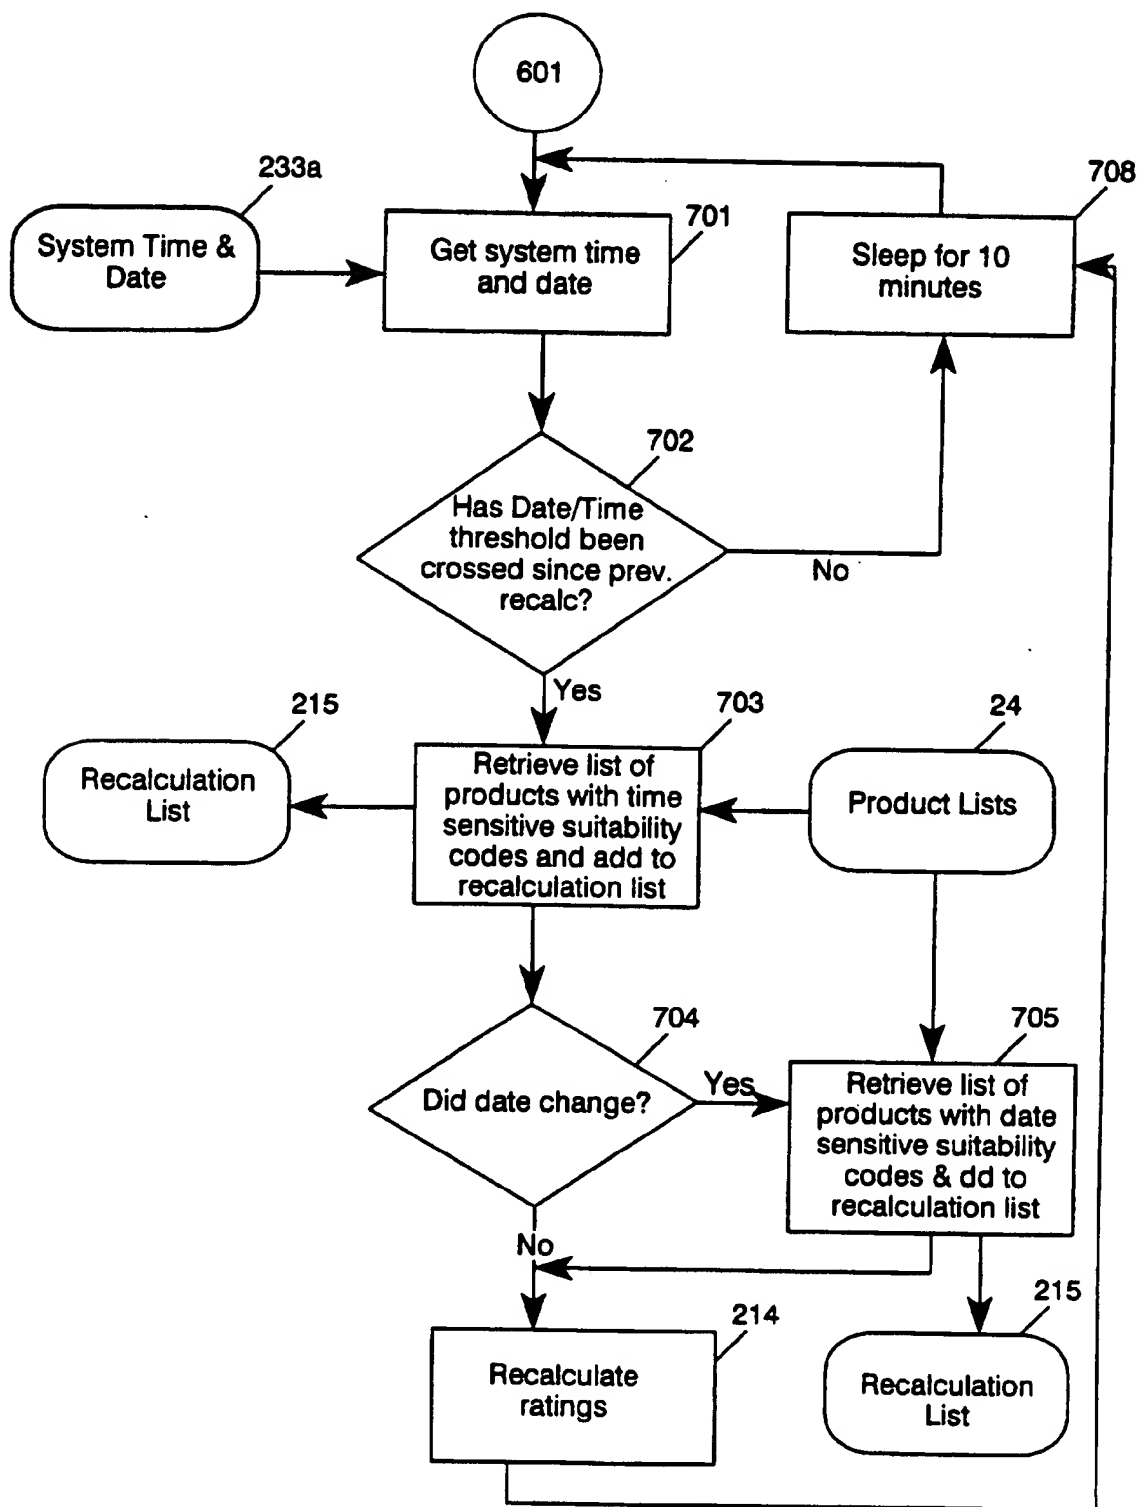 601
233a
708
701
System Time &
Date
Get system time
and date
Sleep for 10
minutes
702
Has Date/Time
threshold been
crossed since prev.
recalc?
No
Yes
215
703
24
Recalculation
List
Retrieve list of
products with time
sensitive suitability
codes and add to
recalculation list
Product Lists
704
705
Did date change?
Yes
Retrieve list of
products with date
sensitive suitability
codes & dd to
recalculation list
No
214
215
Recalculate
ratings
Recalculation
List